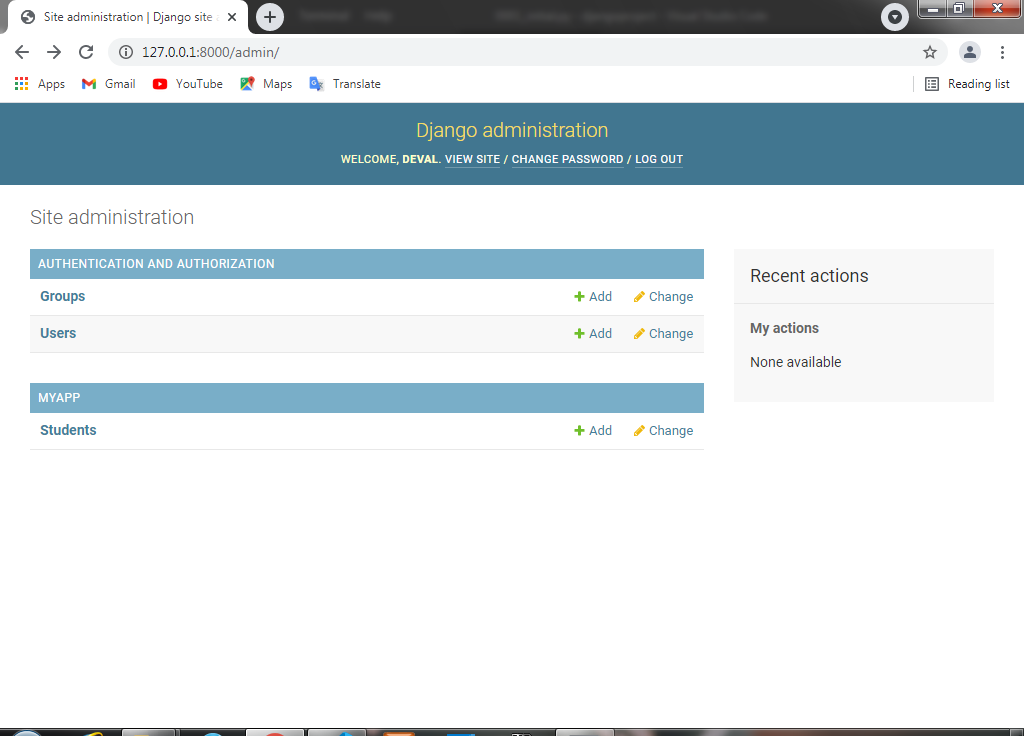 Site administration | Django site
127.0.0.1:8000/admin/
Apps Gmail YouTube Maps Translate Reading list
Django administration
WELCOME, DEVAL. VIEW SITE / CHANGE PASSWORD / LOG OUT
Site administration
AUTHENTICATION AND AUTHORIZATION
Groups Add Change
Users Add Change
MYAPP
Students Add Change
Recent actions
My actions
None available